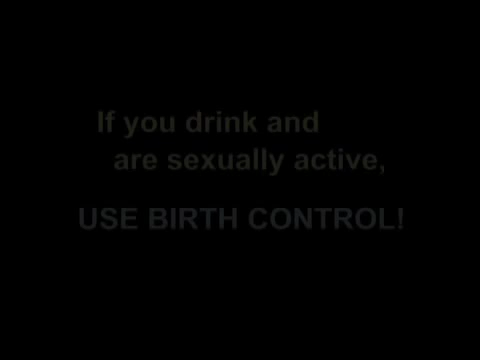 If you drink and
are sexually active,
USE BIRTH CONTROL!